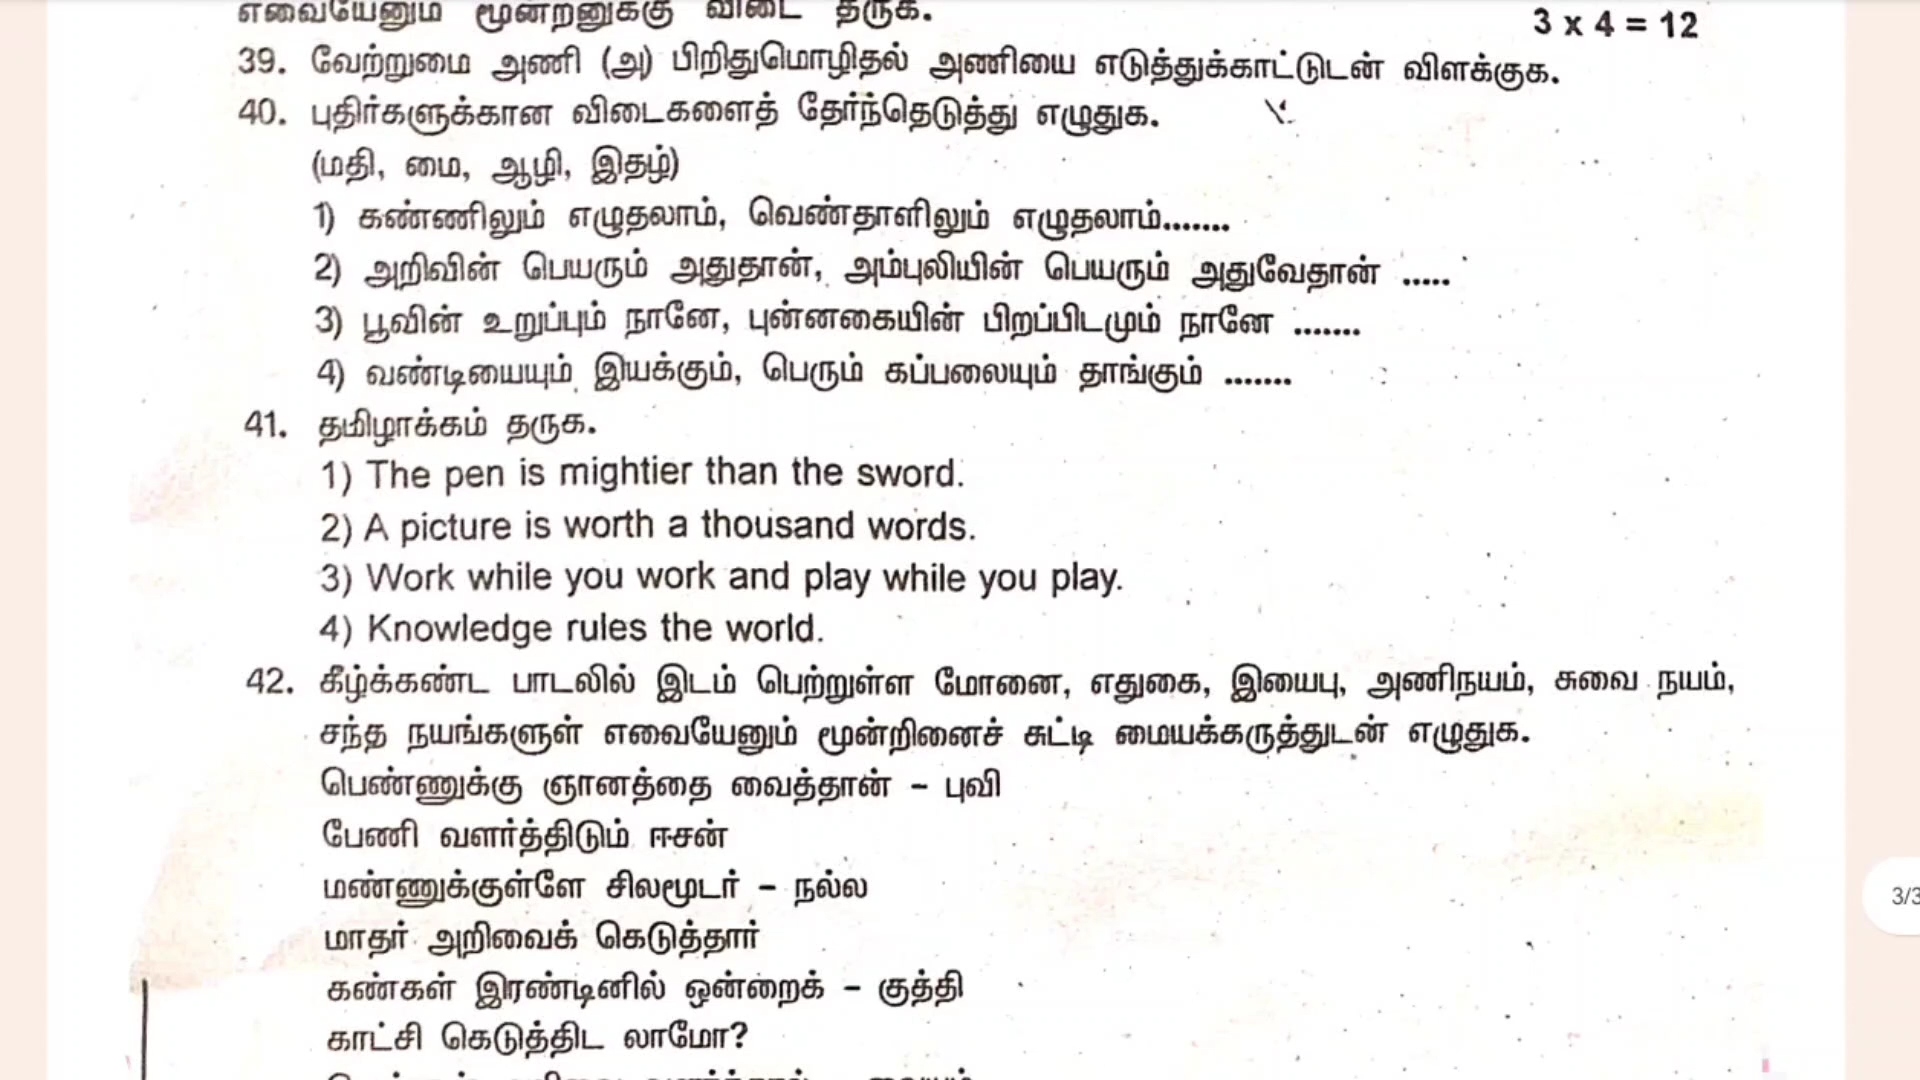 எவையேனும் மூன்றனுக்கு விடை தருக.
3 x 4 = 12
39. வேற்றுமை அணி (அ) பிறிதுமொழிதல் அணியை எடுத்துக்காட்டுடன் விளக்குக.
40. புதிர்களுக்கான விடைகளைத் தேர்ந்தெடுத்து எழுதுக.
(மதி, மை, ஆழி, இதழ்)
1) கண்ணிலும் எழுதலாம், வெண்தாளிலும் எழுதலாம்.......
2) அறிவின் பெயரும் அதுதான், அம்புலியின் பெயரும் அதுவேதான் .....
3) பூவின் உறுப்பும் நானே, புன்னகையின் பிறப்பிடமும் நானே .......
4) வண்டியையும் இயக்கும், பெரும் கப்பலையும் தாங்கும் .......
41. தமிழாக்கம் தருக.
1) The pen is mightier than the sword.
2) A picture is worth a thousand words.
3) Work while you work and play while you play.
4) Knowledge rules the world.
42. கீழ்க்கண்ட பாடலில் இடம் பெற்றுள்ள மோனை, எதுகை, இயைபு, அணிநயம், சுவை நயம்,
சந்த நயங்களுள் எவையேனும் மூன்றினைச் சுட்டி மையக்கருத்துடன் எழுதுக.
பெண்ணுக்கு ஞானத்தை வைத்தான் – புவி
பேணி வளர்த்திடும் ஈசன்
மண்ணுக்குள்ளே சிலமூடர் – நல்ல
மாதர் அறிவைக் கெடுத்தார்
கண்கள் இரண்டினில் ஒன்றைக் – குத்தி
காட்சி கெடுத்திட லாமோ?
3/3